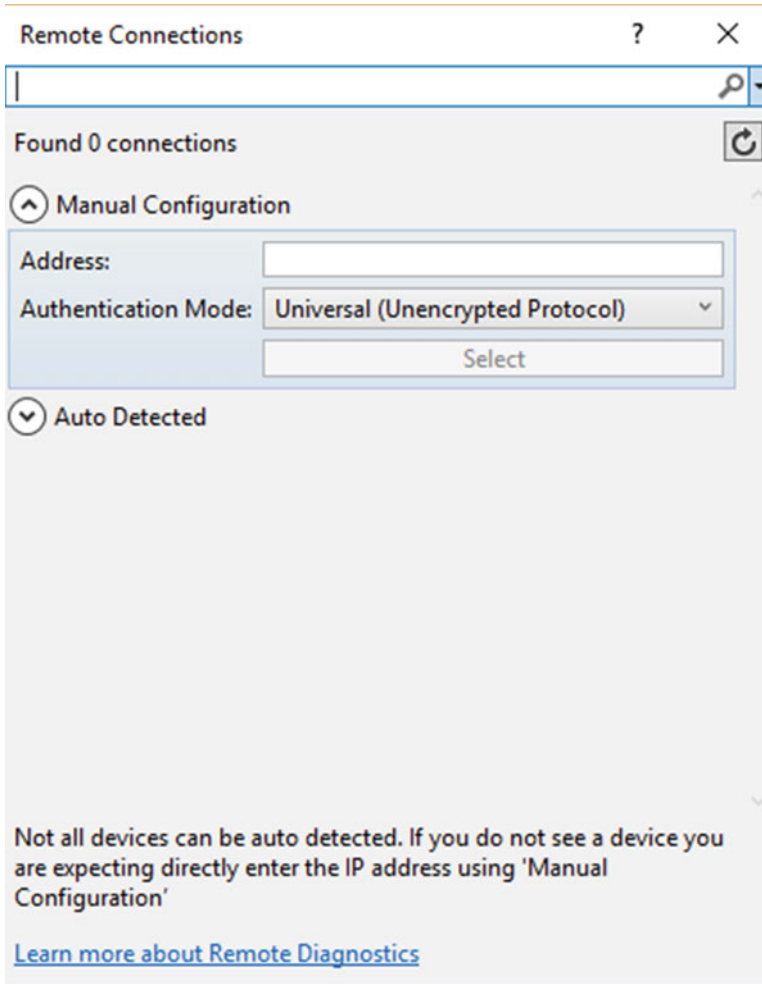 Remote Connections ?
Found 0 connections
Manual Configuration
Address:
Authentication Mode: Universal (Unencrypted Protocol)
Select
Auto Detected
Not all devices can be auto detected. If you do not see a device you
are expecting directly enter the IP address using 'Manual
Configuration'
Learn more about Remote Diagnostics